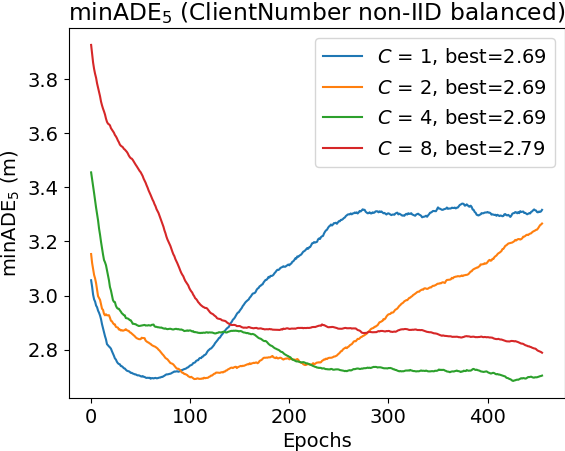 minADE₅ (ClientNumber non-IID balanced)
minADE₅ (m)
3.8
3.6
3.4
3.2
3.0
2.8
C = 1, best=2.69
C = 2, best=2.69
C = 4, best=2.69
C = 8, best=2.79
0 100 200 300 400
Epochs